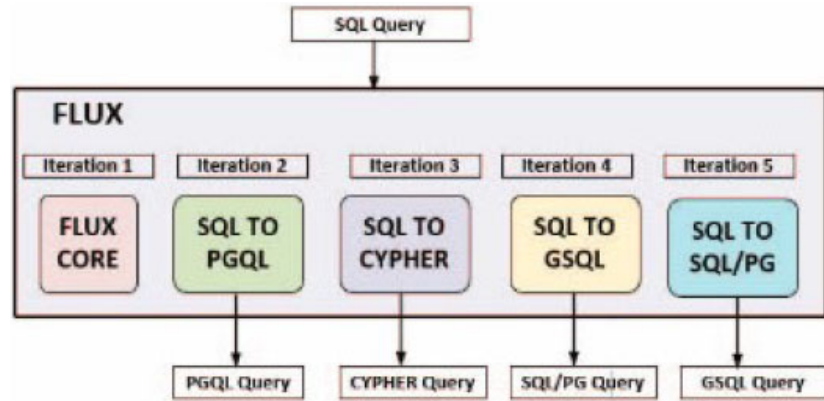 SQL Query
FLUX
Iteration 1
Iteration 2
Iteration 3
Iteration 4
Iteration 5
FLUX
CORE
SQL TO
PGQL
SQL TO
CYPHER
SQL TO
GSQL
SQL TO
SQL/PG
PGQL Query
CYPHER Query
SQL/PG Query
GSQL Query